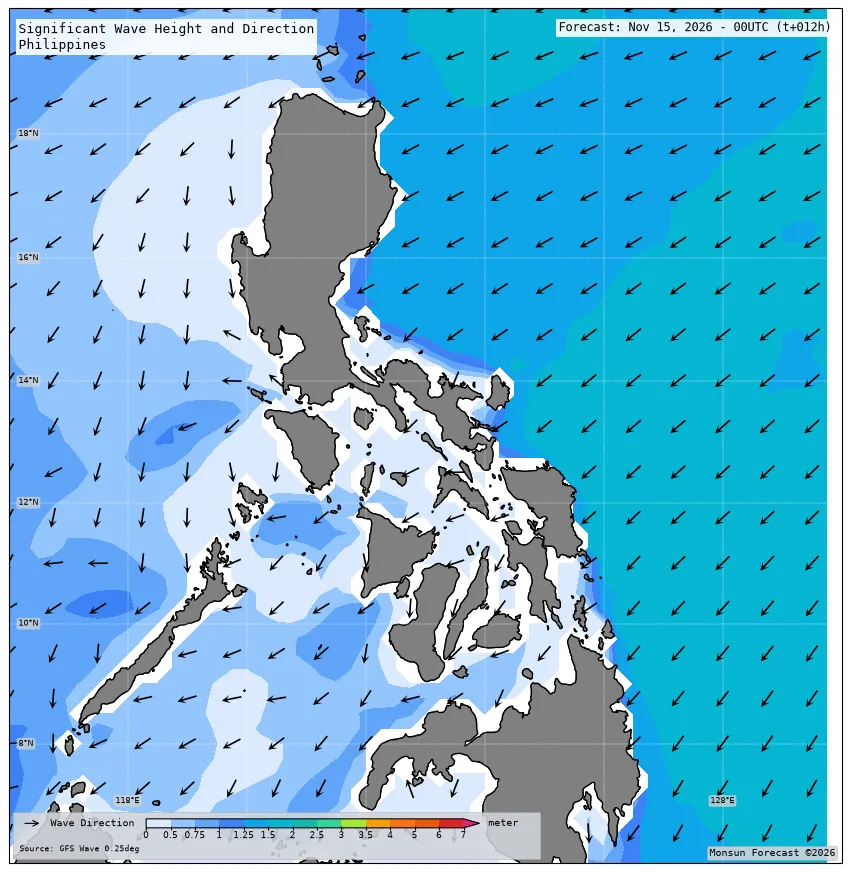 Significant Wave Height and Direction
Philippines
Forecast: Nov 15, 2026 - 00UTC (t+012h)
18°N
16°N
14°N
12°N
10°N
8°N
118°E
128°E
Wave Direction
0 0.5 0.75 1 1.25 1.5 2 2.5 3 3.5 4 5 6 7
meter
Source: GFS Wave 0.25deg
Monsun Forecast ©2026